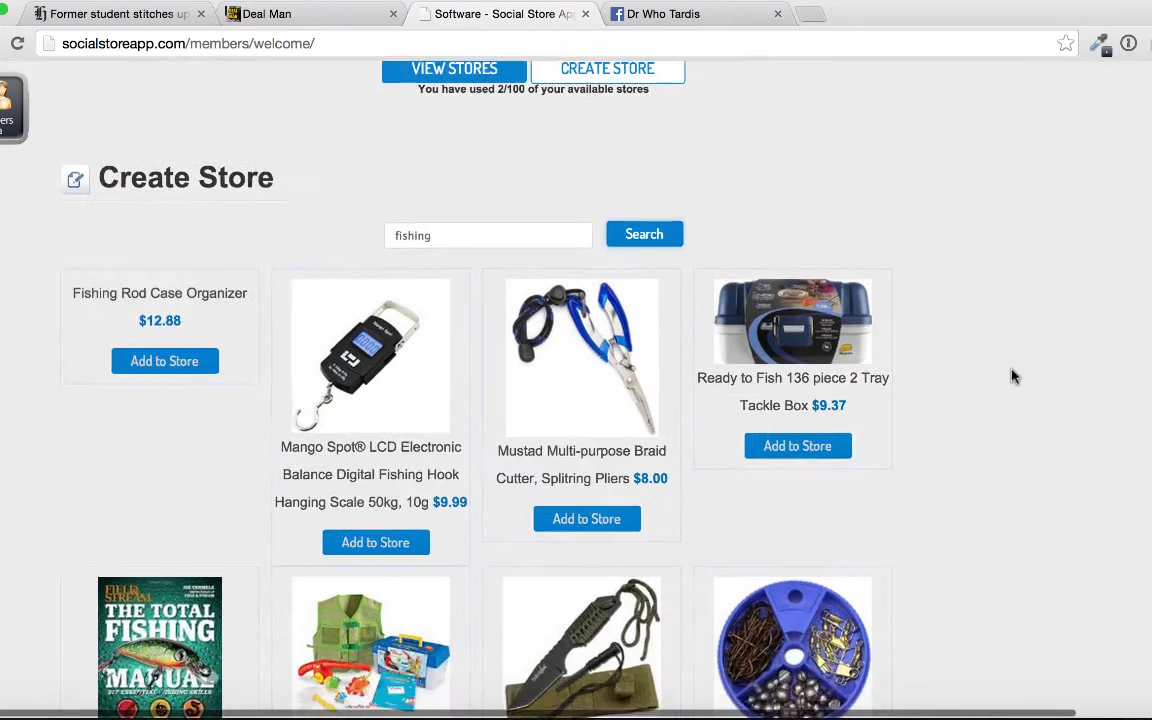 Former student stitches up
Deal Man
Software - Social Store Ap
Dr Who Tardis
socialstoreapp.com/members/welcome/
VIEW STORES
CREATE STORE
You have used 2/100 of your available stores
ers
a
Create Store
fishing
Search
Fishing Rod Case Organizer
$12.88
Add to Store
Mango Spot® LCD Electronic
Balance Digital Fishing Hook
Hanging Scale 50kg, 10g $9.99
Add to Store
Mustad Multi-purpose Braid
Cutter, Splitring Pliers $8.00
Add to Store
Ready to Fish 136 piece 2 Tray
Tackle Box $9.37
Add to Store
FIELD
STREAM
THE TOTAL
FISHING
MANUAL